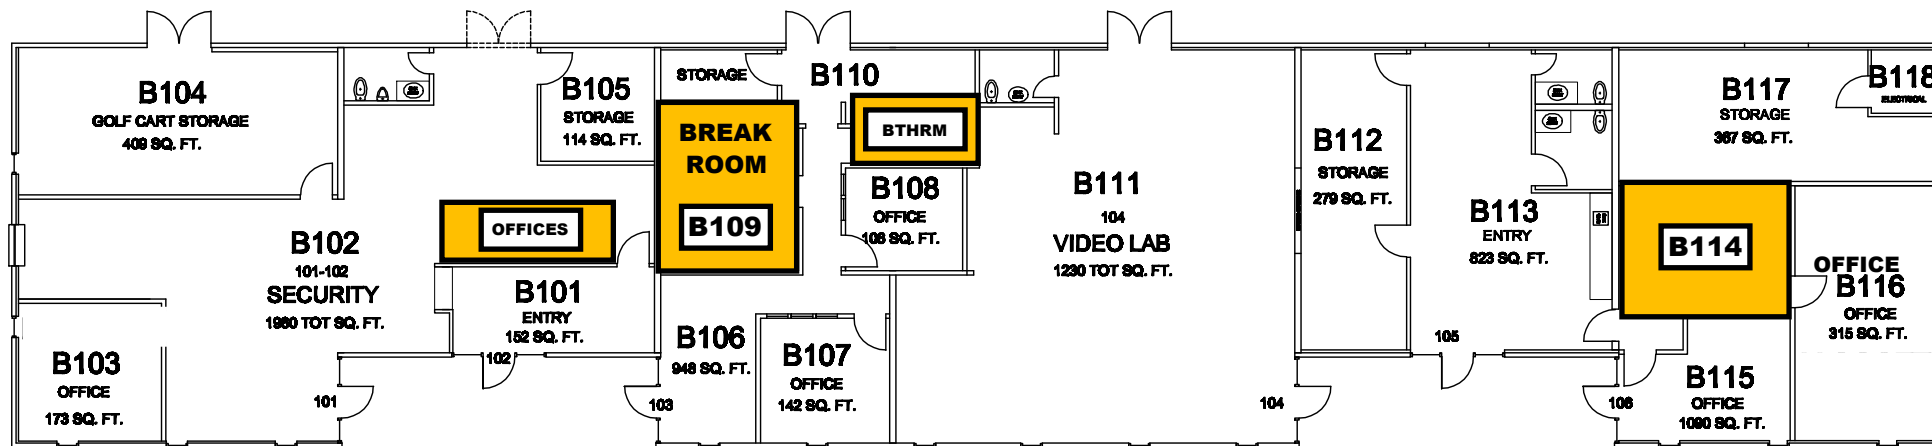 B104
GOLF CART STORAGE
409 SQ. FT.
B105
STORAGE
114 SQ. FT.
STORAGE
B110
BREAK
ROOM
B109
BTHRM
B108
OFFICE
108 SQ. FT.
OFFICES
B102
101-102
SECURITY
1980 TOT SQ. FT.
B101
ENTRY
152 SQ. FT.
102
B103
OFFICE
173 SQ. FT.
101
B106
948 SQ. FT.
103
B107
OFFICE
142 SQ. FT.
B111
104
VIDEO LAB
1230 TOT SQ. FT.
104
B112
STORAGE
279 SQ. FT.
B113
ENTRY
823 SQ. FT.
105
B117
STORAGE
367 SQ. FT.
B118
ELECTRICAL
B114
OFFICE
B116
OFFICE
315 SQ. FT.
B115
OFFICE
1090 SQ. FT.
106